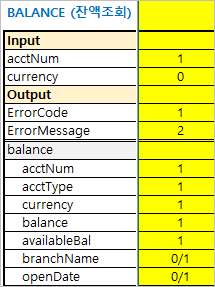 BALANCE (잔액조회)
Input
acctNum 1
currency 0
Output
ErrorCode 1
ErrorMessage 2
balance
acctNum 1
acctType 1
currency 1
balance 1
availableBal 1
branchName 0/1
openDate 0/1